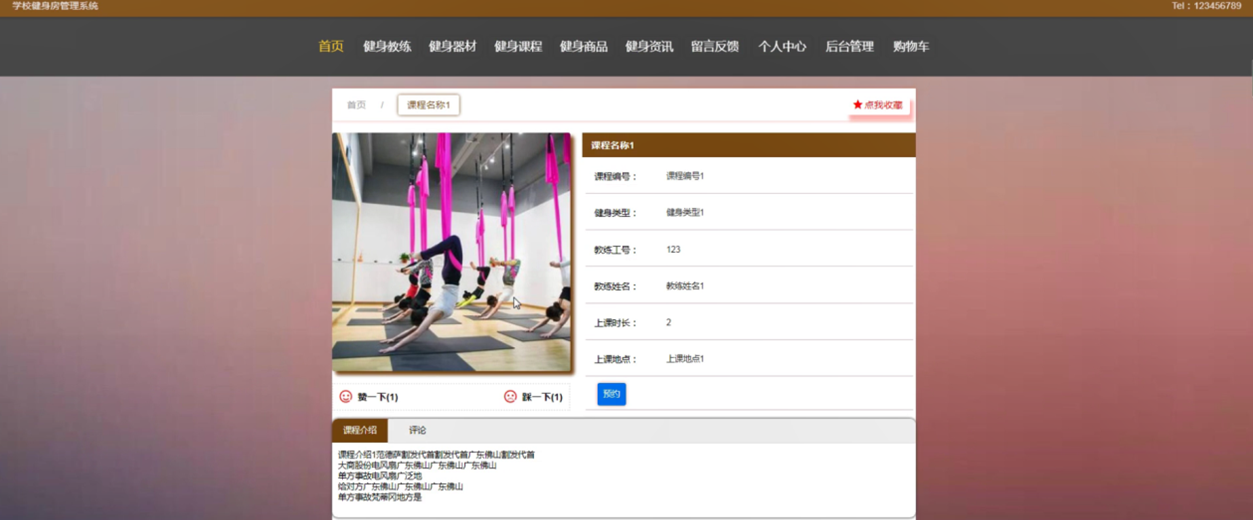 学校健身房管理系统 Tel：123456789
首页 健身教练 健身器材 健身课程 健身商品 健身资讯 留言反馈 个人中心 后台管理 购物车
首页 / 课程名称1 点我收藏
课程名称1
课程编号： 课程编号1
健身类型： 健身类型1
教练工号： 123
教练姓名： 教练姓名1
上课时长： 2
上课地点： 上课地点1
赞一下(1) 踩一下(1) 预约
课程介绍 评论
课程介绍1范德萨割发代首割发代首广东佛山割发代首
大商股份电风扇广东佛山广东佛山广东佛山
单方事故电风扇广泛地
给对方广东佛山广东佛山广东佛山
单方事故梵蒂冈地方是